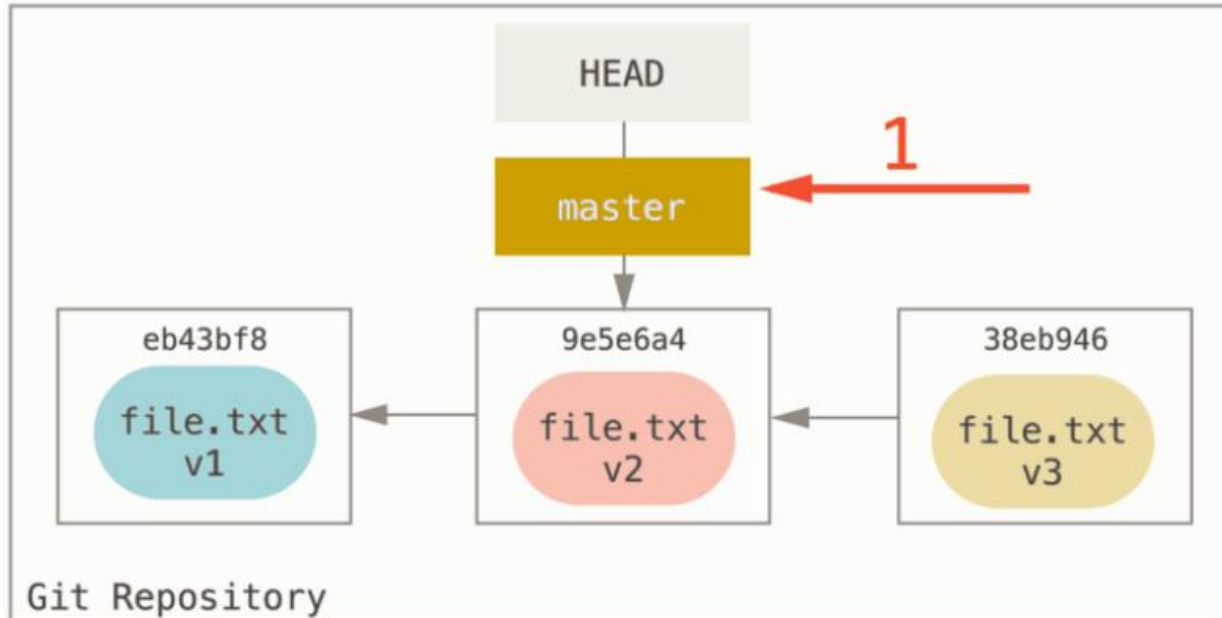 HEAD
1
master
eb43bf8
9e5e6a4
38eb946
file.txt
v1
file.txt
v2
file.txt
v3
Git Repository